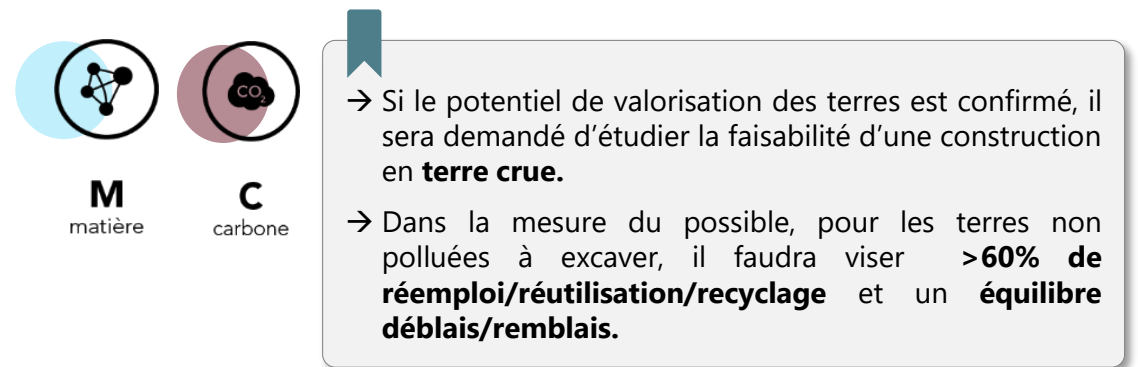 CO2
CO2
M
matière
C
carbone
→ Si le potentiel de valorisation des terres est confirmé, il
sera demandé d'étudier la faisabilité d'une construction
en terre crue.
→ Dans la mesure du possible, pour les terres non
polluées à excaver, il faudra viser >60% de
réemploi/réutilisation/recyclage et un équilibre
déblais/remblais.